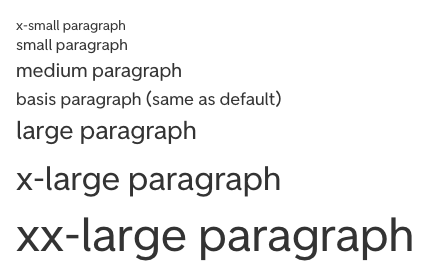 x-small paragraph
small paragraph
medium paragraph
basis paragraph (same as default)
large paragraph
x-large paragraph
xx-large paragraph